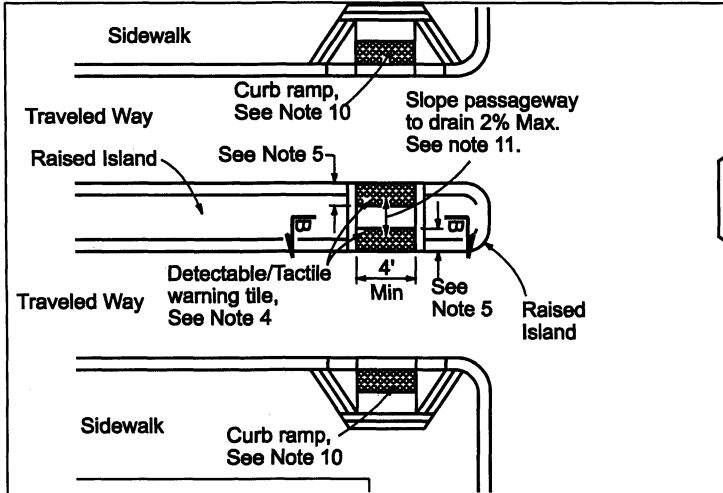 Sidewalk
Curb ramp,
See Note 10
Slope passageway
to drain 2% Max.
See note 11.
Traveled Way
Raised Island
See Note 5
B
B
Detectable/Tactile
warning tile,
See Note 4
4'
Min
See
Note 5
Raised
Island
Traveled Way
Sidewalk
Curb ramp,
See Note 10